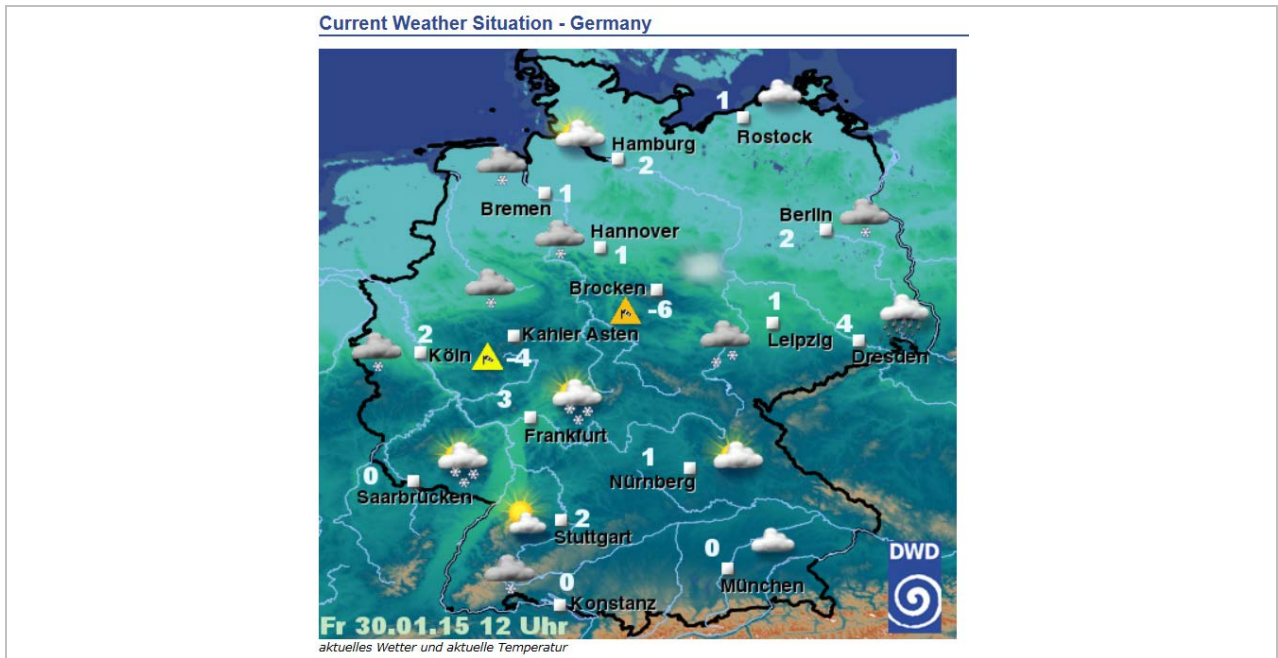 Current Weather Situation - Germany
1
Rostock
Hamburg
2
1
Bremen
Berlin
2
Hannover
1
Brocken
-6
1
Leipzig
4
Dresden
Kahler Asten
-4
2
Köln
3
Frankfurt
1
Nürnberg
0
Saarbrücken
2
Stuttgart
0
München
0
Konstanz
DWD
Fr 30.01.15 12 Uhr
aktuelles Wetter und aktuelle Temperatur